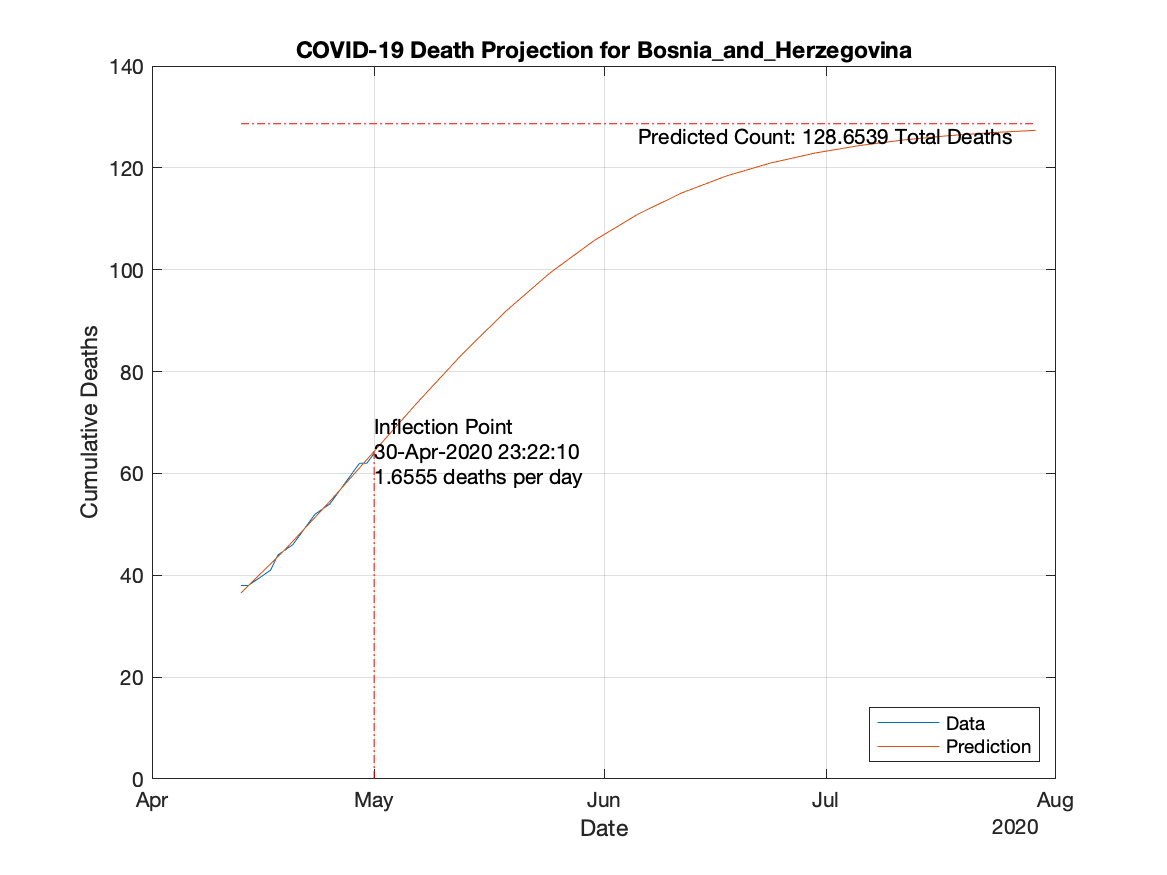 COVID-19 Death Projection for Bosnia_and_Herzegovina
140
120
100
80
60
40
20
0
Cumulative Deaths
Predicted Count: 128.6539 Total Deaths
Inflection Point
30-Apr-2020 23:22:10
1.6555 deaths per day
Data
Prediction
Apr May Jun Jul Aug
Date
2020